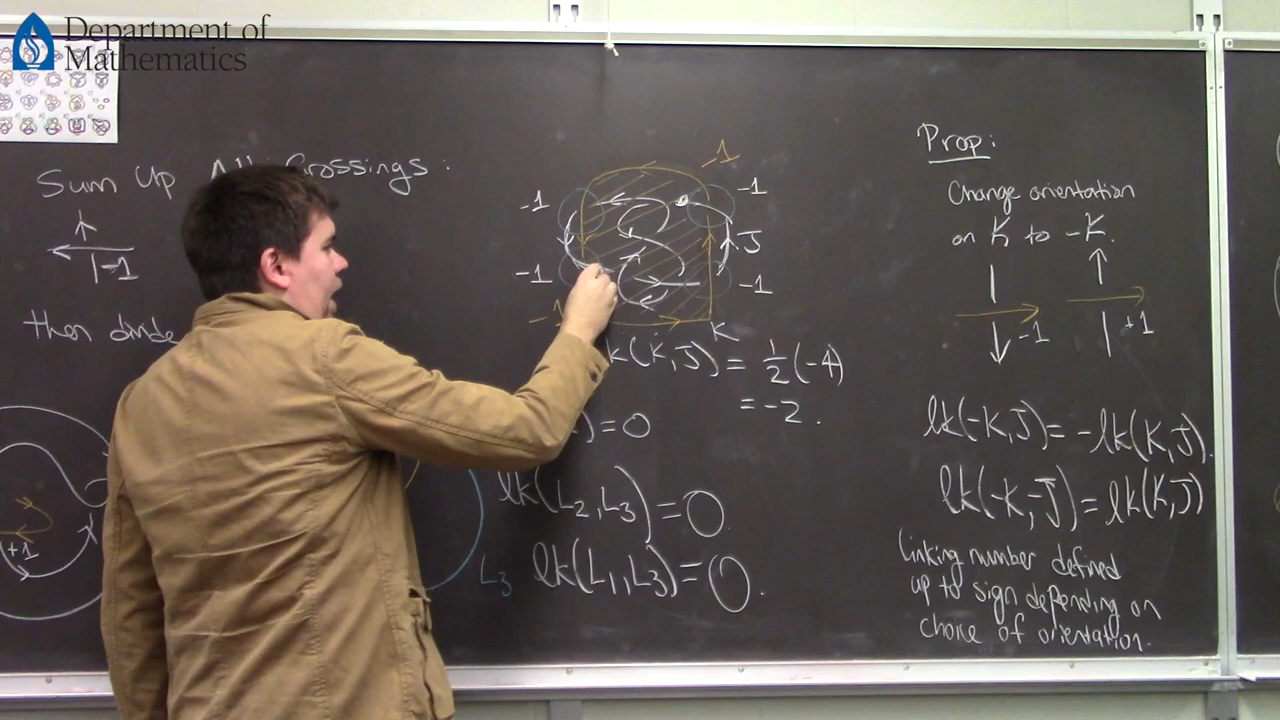 Department of
Mathematics
Sum Up All Crossings:
-1
then divide
+1
-1
-1
-1
J
-1
-1
K
k(K,J) = 1/2(-4)
= -2.
)=0
lk(L2,L3)=0.
lk(L1,L3)=0.
L3
Prop:
Change orientation
on K to -K.
-1
+1
lk(-K,J)= -lk(K,J).
lk(-K,-J)= lk(K,J)
Linking number defined
up to sign depending on
choice of orientation.